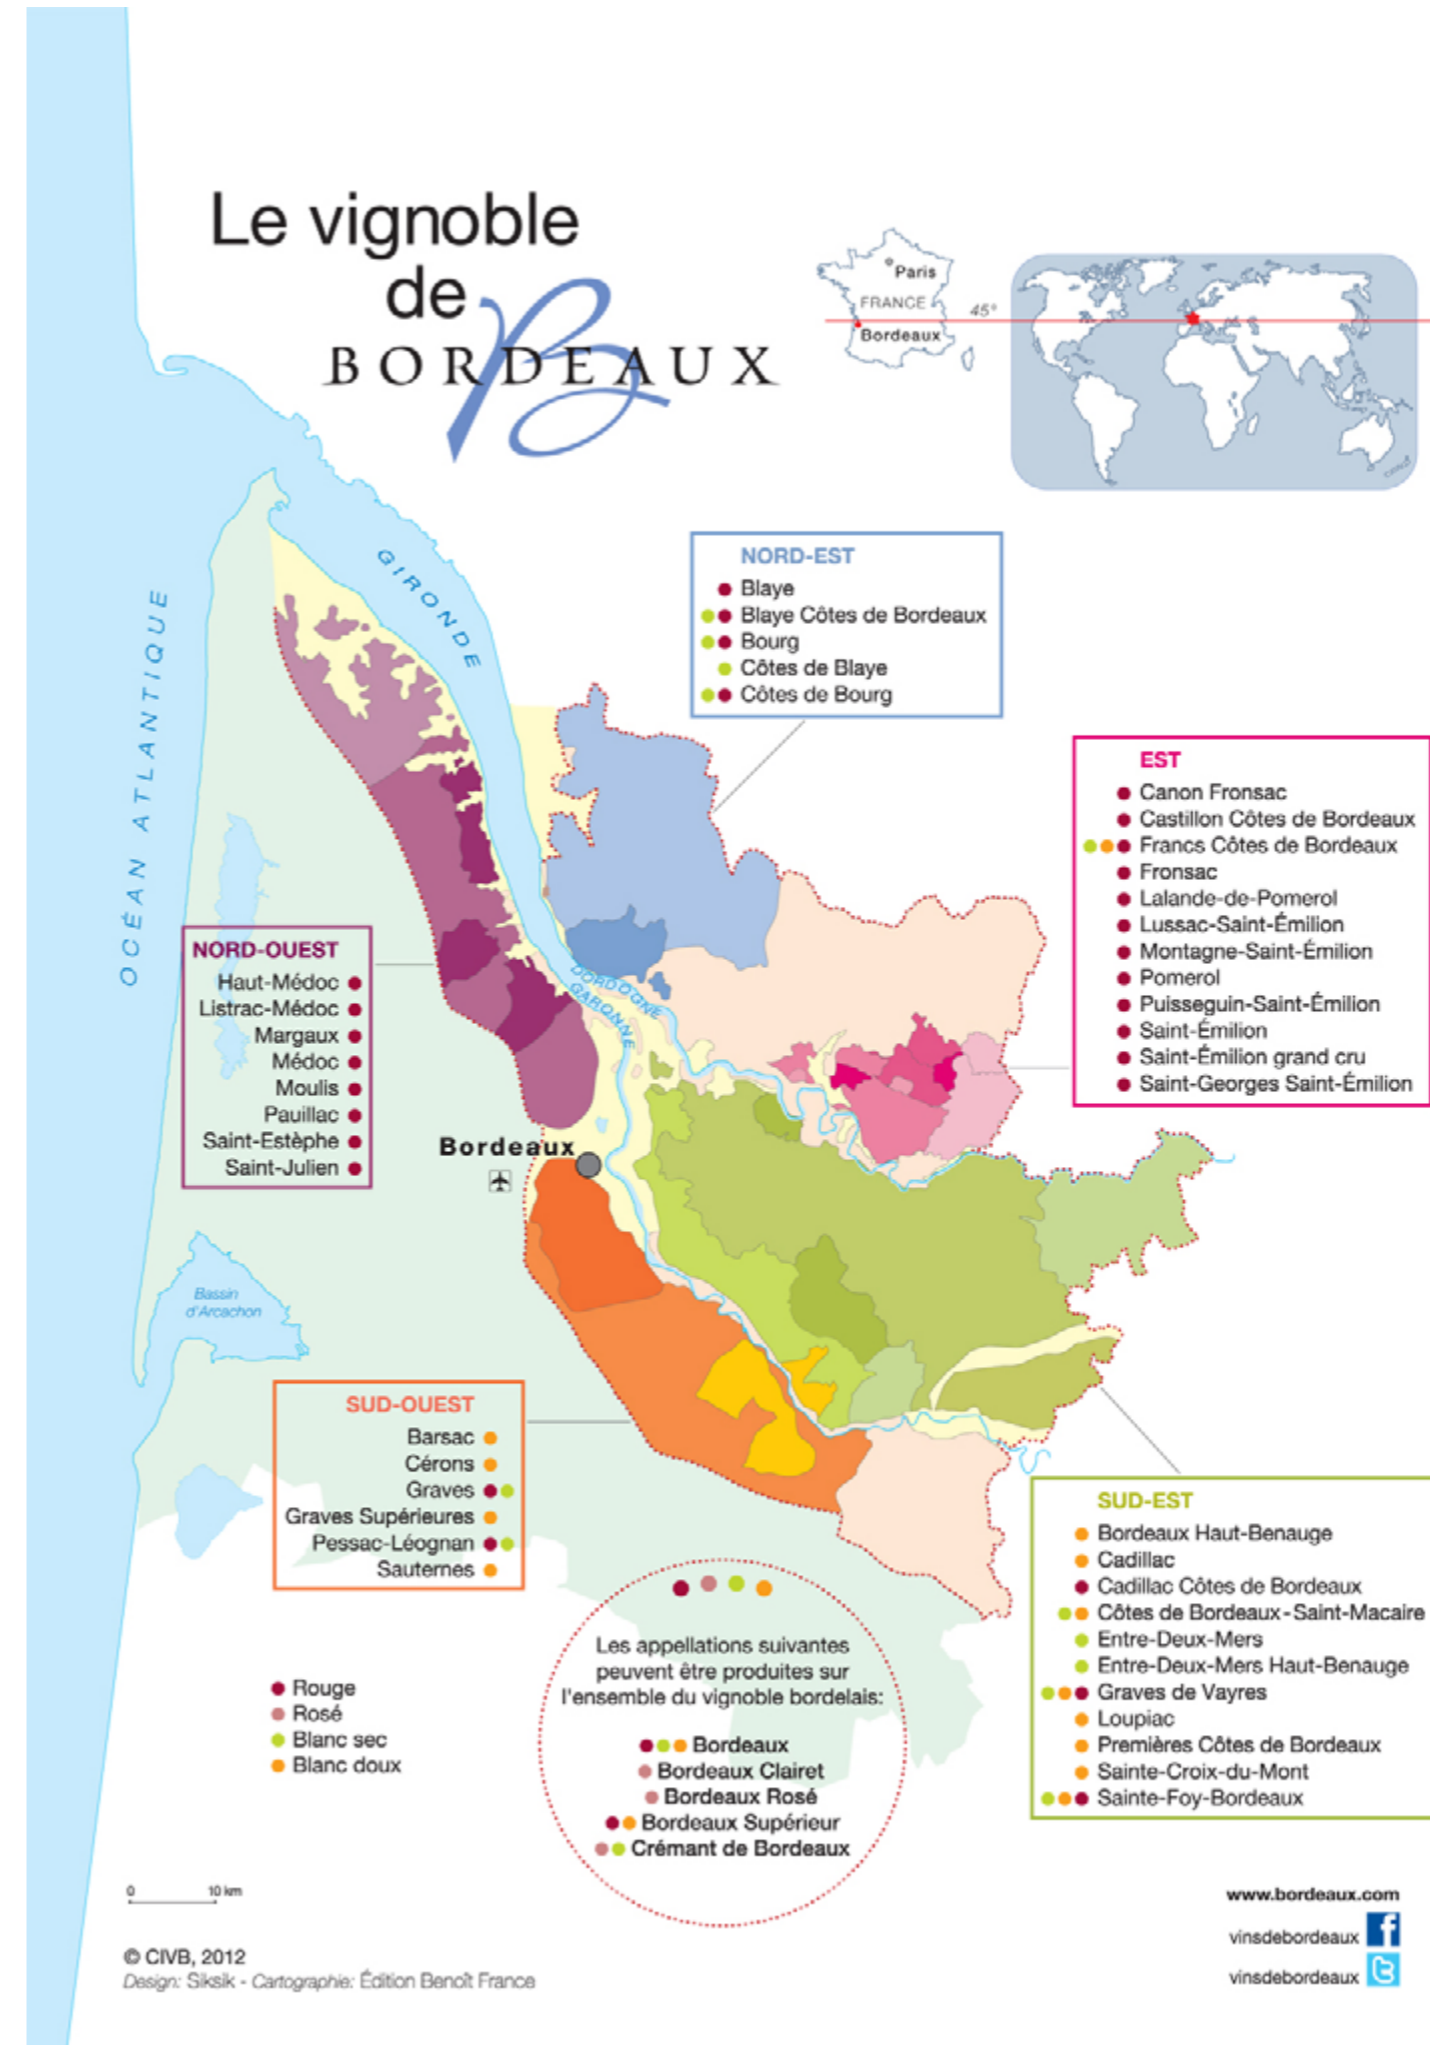 Le vignoble
de
BORDEAUX
Paris
FRANCE
45°
Bordeaux
OCÉAN ATLANTIQUE
GIRONDE
NORD-EST
Blaye
Blaye Côtes de Bordeaux
Bourg
Côtes de Blaye
Côtes de Bourg
EST
Canon Fronsac
Castillon Côtes de Bordeaux
Francs Côtes de Bordeaux
Fronsac
Lalande-de-Pomerol
Lussac-Saint-Émilion
Montagne-Saint-Émilion
Pomerol
Puisseguin-Saint-Émilion
Saint-Émilion
Saint-Émilion grand cru
Saint-Georges Saint-Émilion
NORD-OUEST
Haut-Médoc
Listrac-Médoc
Margaux
Médoc
Moulis
Pauillac
Saint-Estèphe
Saint-Julien
DORDOGNE
GARONNE
Bordeaux
Bassin
d'Arcachon
SUD-OUEST
Barsac
Cérons
Graves
Graves Supérieures
Pessac-Léognan
Sauternes
SUD-EST
Bordeaux Haut-Benauge
Cadillac
Cadillac Côtes de Bordeaux
Côtes de Bordeaux-Saint-Macaire
Entre-Deux-Mers
Entre-Deux-Mers Haut-Benauge
Graves de Vayres
Loupiac
Premières Côtes de Bordeaux
Sainte-Croix-du-Mont
Sainte-Foy-Bordeaux
Les appellations suivantes
peuvent être produites sur
l'ensemble du vignoble bordelais:
Bordeaux
Bordeaux Clairet
Bordeaux Rosé
Bordeaux Supérieur
Crémant de Bordeaux
Rouge
Rosé
Blanc sec
Blanc doux
0 10 km
© CIVB, 2012
Design: Siksik - Cartographie: Édition Benoît France
www.bordeaux.com
vinsdebordeaux
vinsdebordeaux